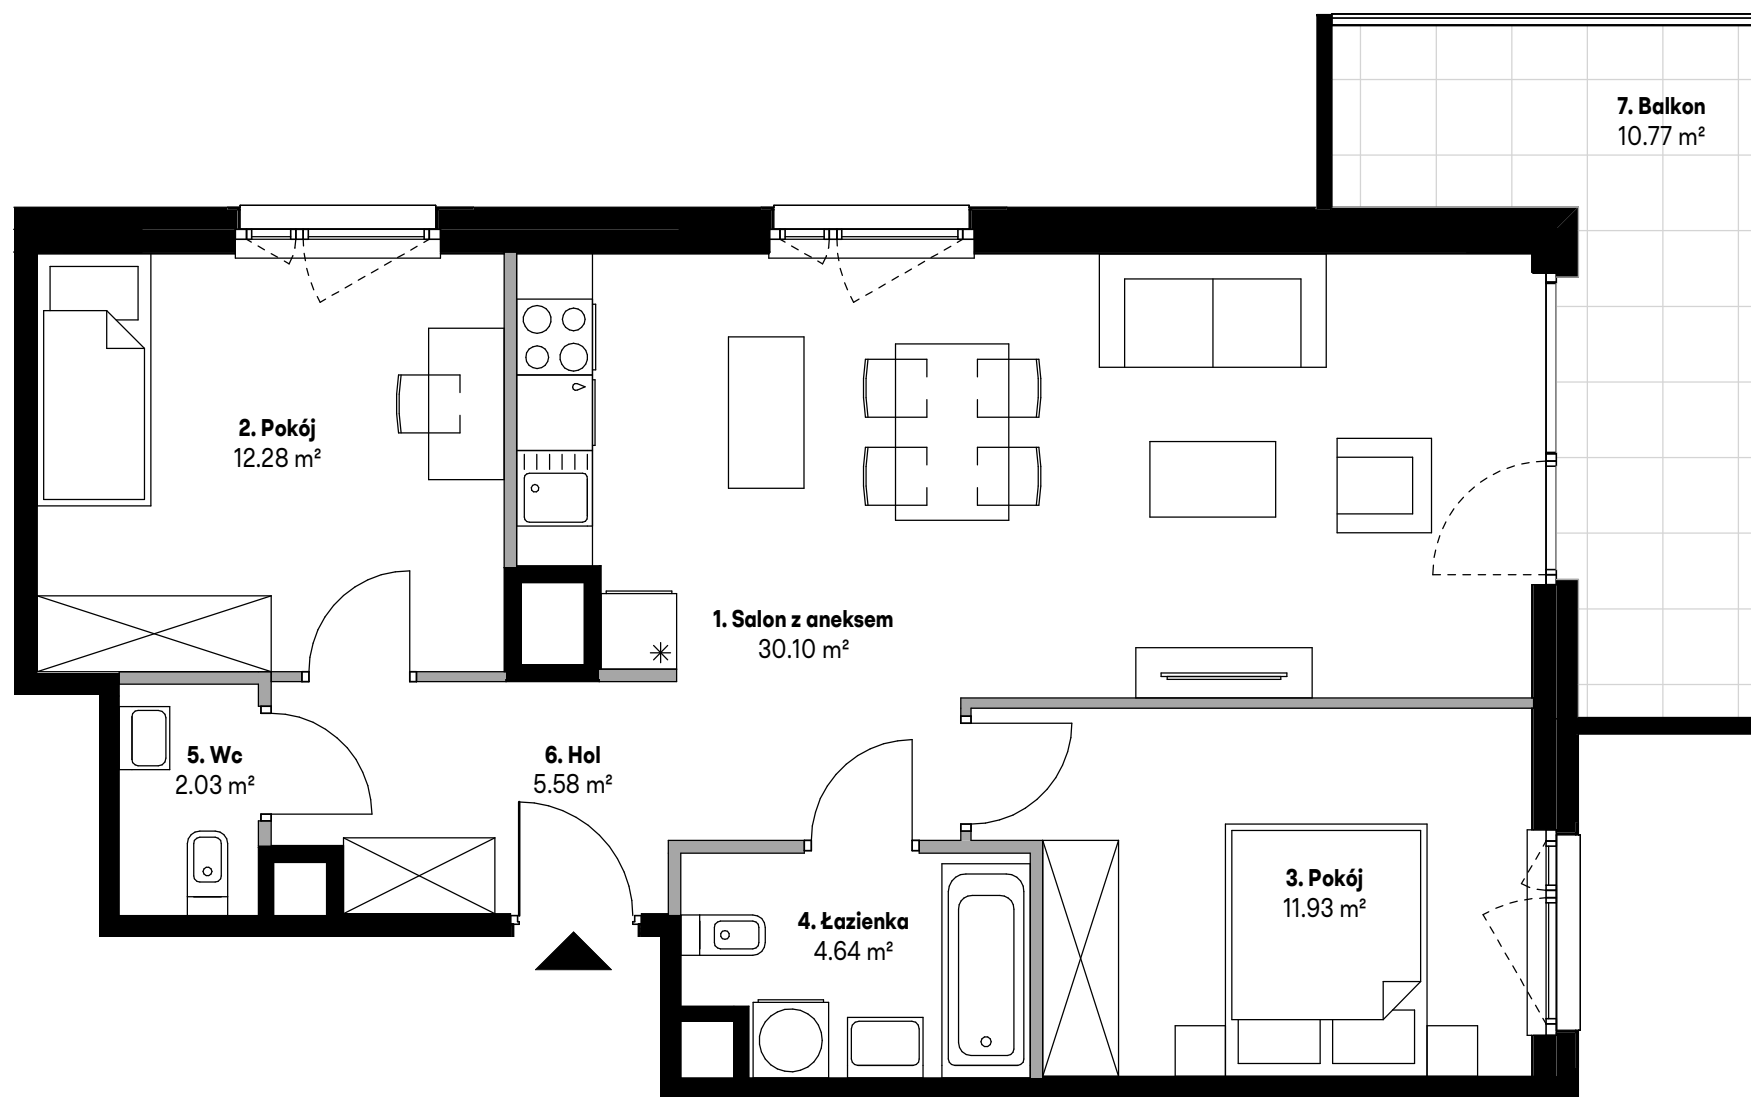 7. Balkon
10.77 m²
2. Pokój
12.28 m²
1. Salon z aneksem
30.10 m²
5. Wc
2.03 m²
6. Hol
5.58 m²
3. Pokój
11.93 m²
4. Łazienka
4.64 m²